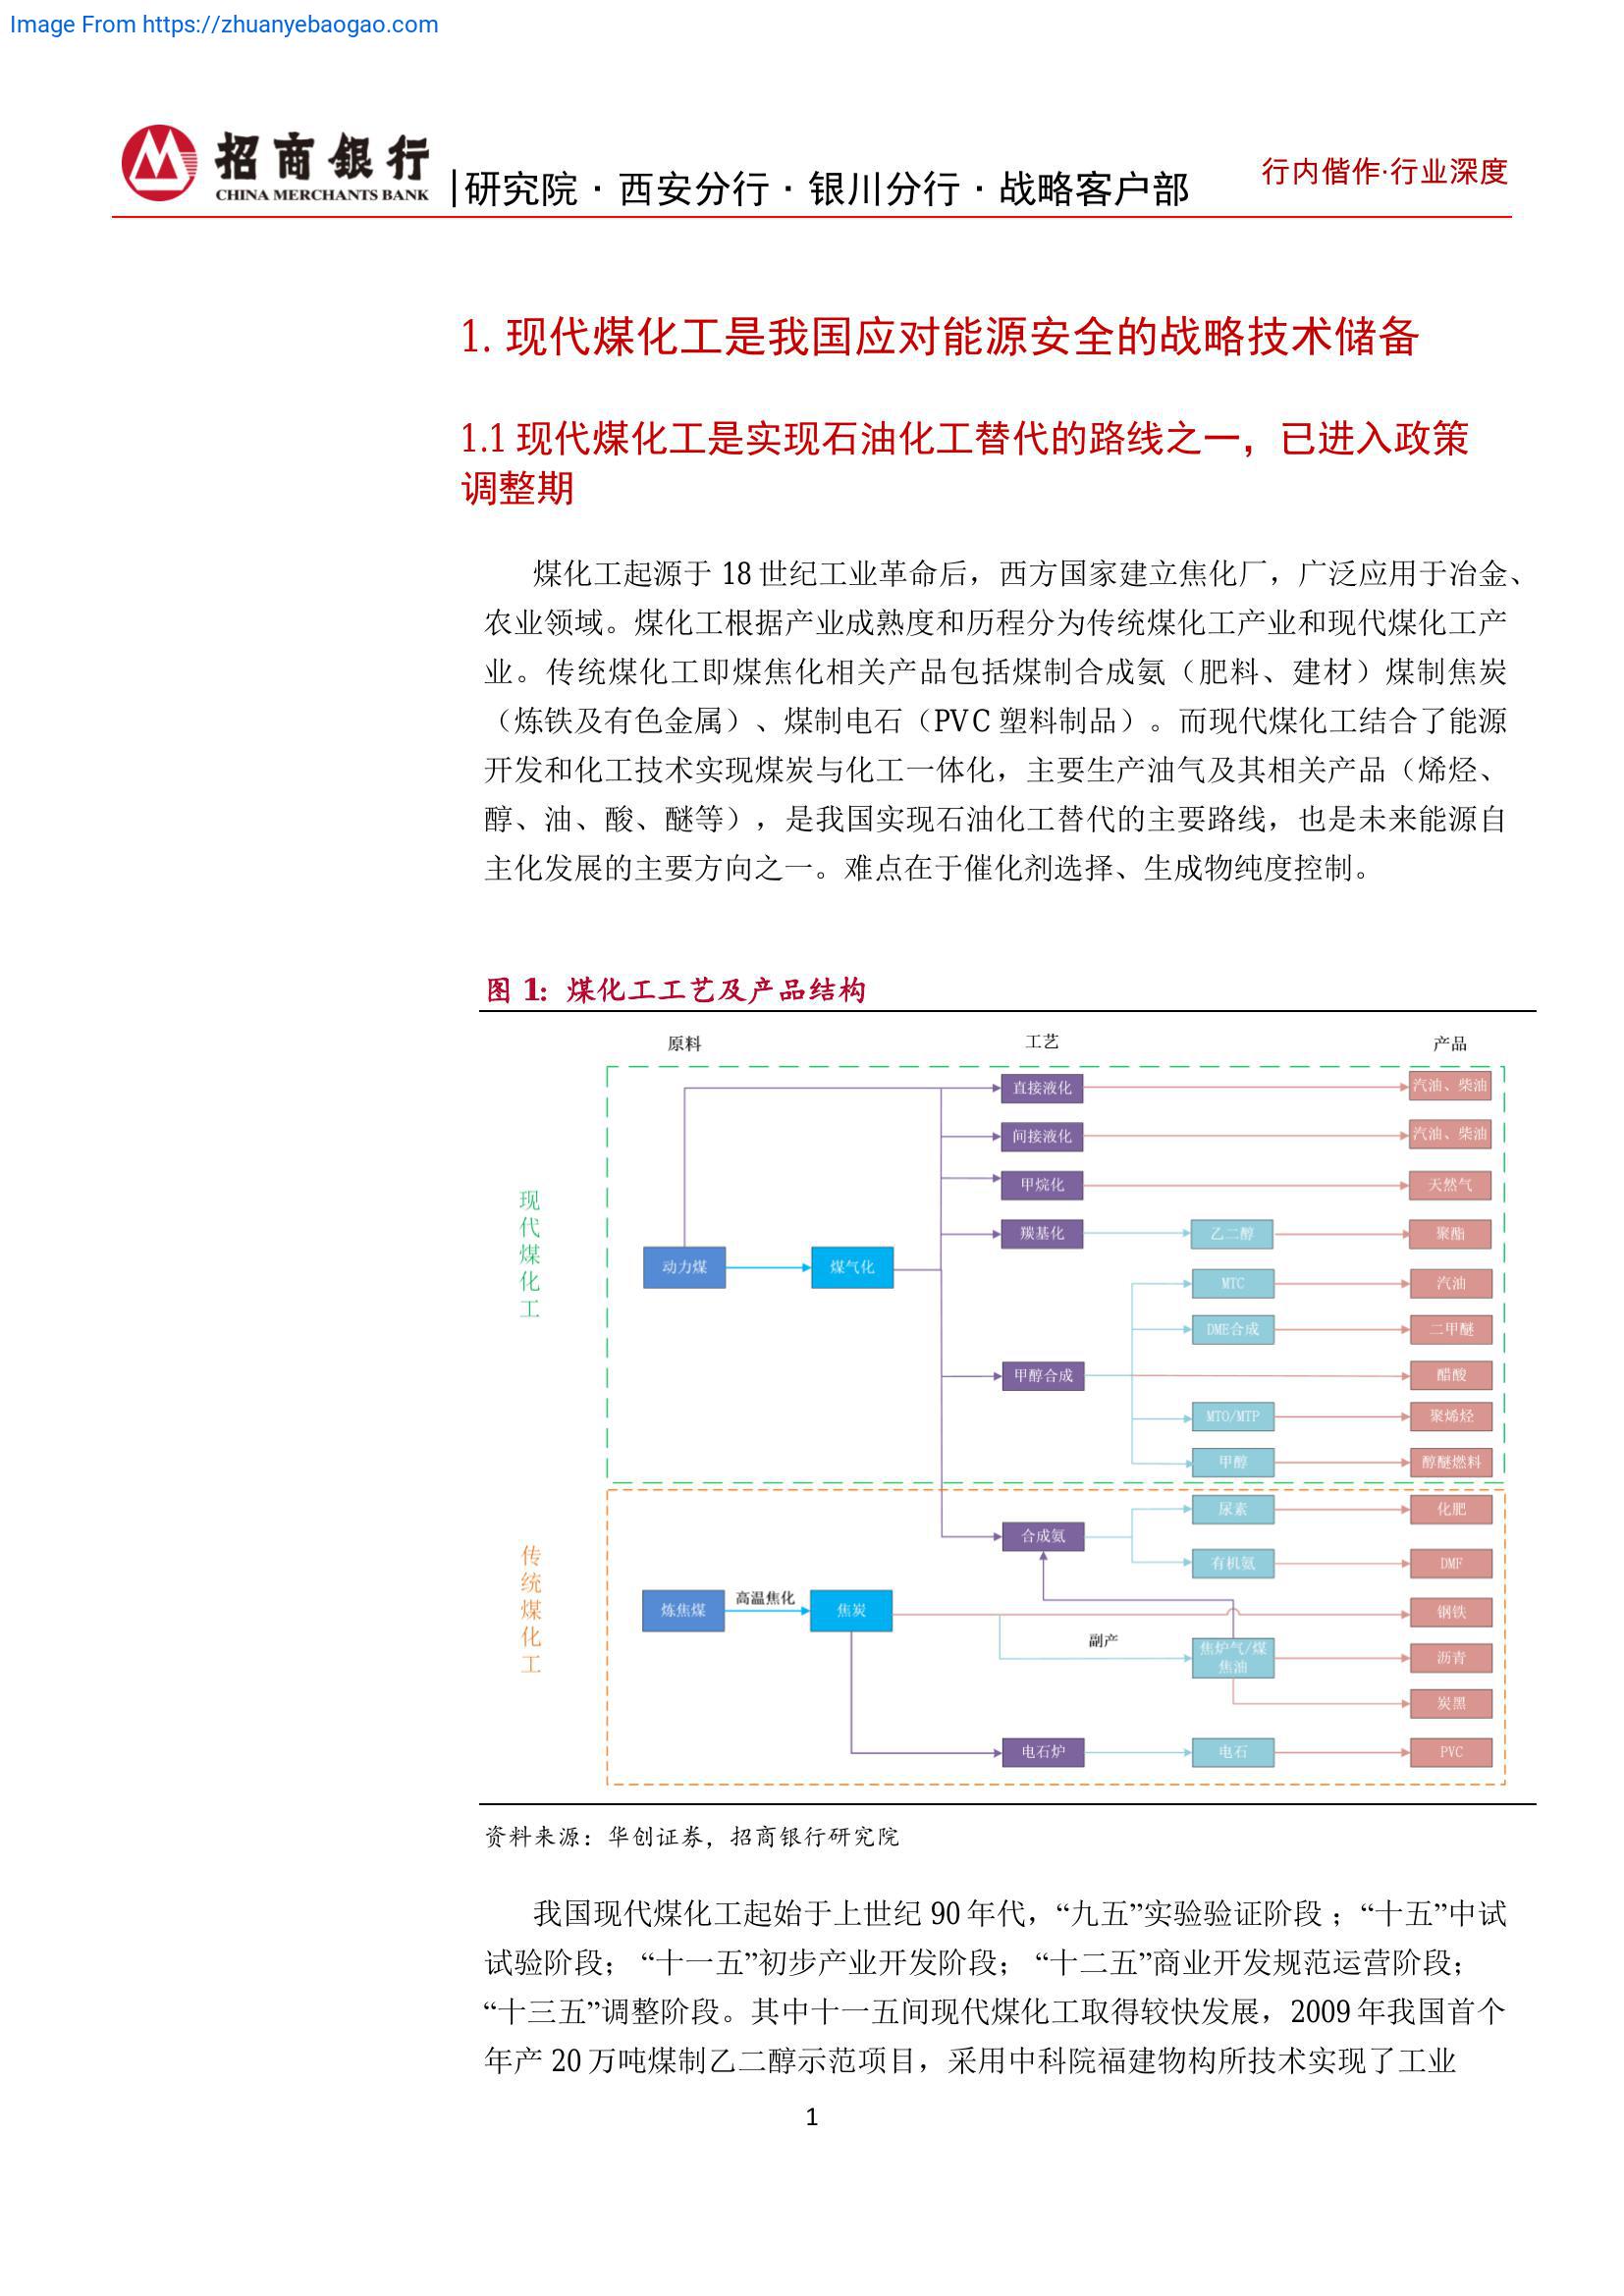 Image From https://zhuanyebaogao.com
招商銀行
CHINA MERCHANTS BANK
|研究院·西安分行·银川分行·战略客户部
行内偕作·行业深度
1. 现代煤化工是我国应对能源安全的战略技术储备
1.1 现代煤化工是实现石油化工替代的路线之一，已进入政策
调整期
煤化工起源于 18 世纪工业革命后，西方国家建立焦化厂，广泛应用于冶金、
农业领域。煤化工根据产业成熟度和历程分为传统煤化工产业和现代煤化工产
业。传统煤化工即煤焦化相关产品包括煤制合成氨（肥料、建材）煤制焦炭
（炼铁及有色金属）、煤制电石（PVC 塑料制品）。而现代煤化工结合了能源
开发和化工技术实现煤炭与化工一体化，主要生产油气及其相关产品（烯烃、
醇、油、酸、醚等），是我国实现石油化工替代的主要路线，也是未来能源自
主化发展的主要方向之一。难点在于催化剂选择、生成物纯度控制。
图 1：煤化工工艺及产品结构
原料 工艺 产品
现代煤化工
直接液化 汽油、柴油
间接液化 汽油、柴油
甲烷化 天然气
羰基化 乙二醇 聚酯
动力煤 煤气化
MTC 汽油
DME合成 二甲醚
甲醇合成 醋酸
MTO/MTP 聚烯烃
甲醇 醇醚燃料
传统煤化工
尿素 化肥
合成氨
有机氨 DMF
炼焦煤 高温焦化 焦炭 钢铁
副产 焦炉气/煤
焦油 沥青
炭黑
电石炉 电石 PVC
资料来源：华创证券，招商银行研究院
我国现代煤化工起始于上世纪 90 年代，“九五”实验验证阶段；“十五”中试
试验阶段；“十一五”初步产业开发阶段；“十二五”商业开发规范运营阶段；
“十三五”调整阶段。其中十一五间现代煤化工取得较快发展，2009 年我国首个
年产 20 万吨煤制乙二醇示范项目，采用中科院福建物构所技术实现了工业
1